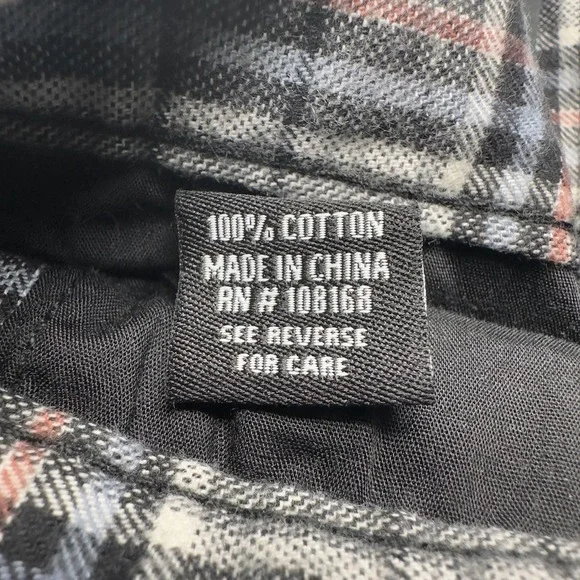 100% COTTON
MADE IN CHINA
RN # 108168
SEE REVERSE
FOR CARE